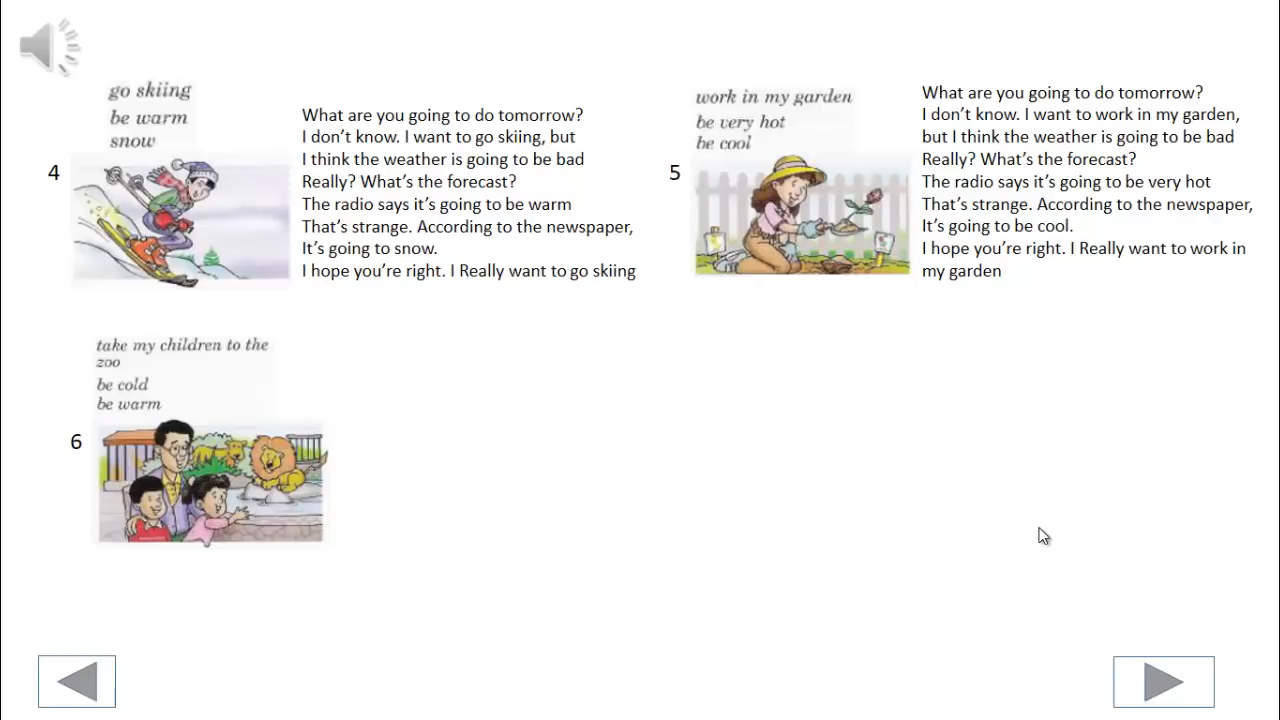 go skiing
be warm
snow
4
What are you going to do tomorrow?
I don't know. I want to go skiing, but
I think the weather is going to be bad
Really? What's the forecast?
The radio says it's going to be warm
That's strange. According to the newspaper,
It's going to snow.
I hope you're right. I Really want to go skiing
work in my garden
be very hot
be cool
5
What are you going to do tomorrow?
I don't know. I want to work in my garden,
but I think the weather is going to be bad
Really? What's the forecast?
The radio says it's going to be very hot
That's strange. According to the newspaper,
It's going to be cool.
I hope you're right. I Really want to work in
my garden
take my children to the
zoo
be cold
be warm
6